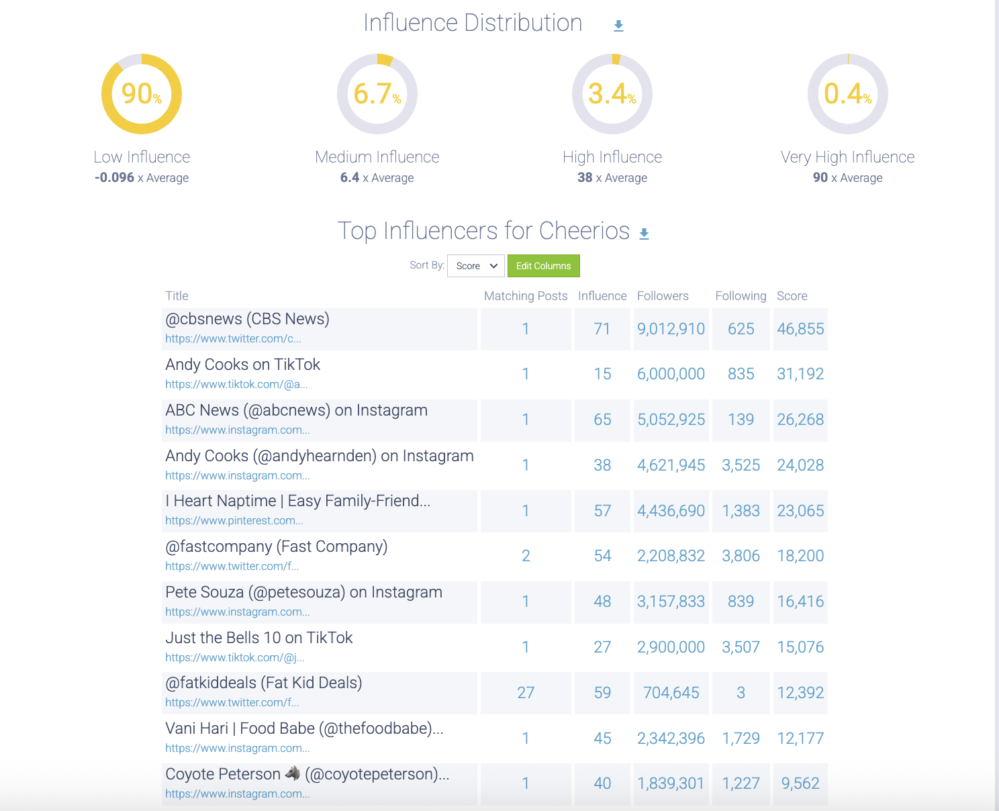 Influence Distribution
90% 6.7% 3.4% 0.4%
Low Influence Medium Influence High Influence Very High Influence
-0.096 x Average 6.4 x Average 38 x Average 90 x Average
Top Influencers for Cheerios
Sort By: Score Edit Columns
Title Matching Posts Influence Followers Following Score
@cbsnews (CBS News) 1 71 9,012,910 625 46,855
https://www.twitter.com/c...
Andy Cooks on TikTok 1 15 6,000,000 835 31,192
https://www.tiktok.com/@a...
ABC News (@abcnews) on Instagram 1 65 5,052,925 139 26,268
https://www.instagram.com...
Andy Cooks (@andyhearnden) on Instagram 1 38 4,621,945 3,525 24,028
https://www.instagram.com...
I Heart Naptime | Easy Family-Friend... 1 57 4,436,690 1,383 23,065
https://www.pinterest.com...
@fastcompany (Fast Company) 2 54 2,208,832 3,806 18,200
https://www.twitter.com/f...
Pete Souza (@petesouza) on Instagram 1 48 3,157,833 839 16,416
https://www.instagram.com...
Just the Bells 10 on TikTok 1 27 2,900,000 3,507 15,076
https://www.tiktok.com/@j...
@fatkiddeals (Fat Kid Deals) 27 59 704,645 3 12,392
https://www.twitter.com/f...
Vani Hari | Food Babe (@thefoodbabe)... 1 45 2,342,396 1,729 12,177
https://www.instagram.com...
Coyote Peterson 🐺 (@coyotepeterson)... 1 40 1,839,301 1,227 9,562
https://www.instagram.com...